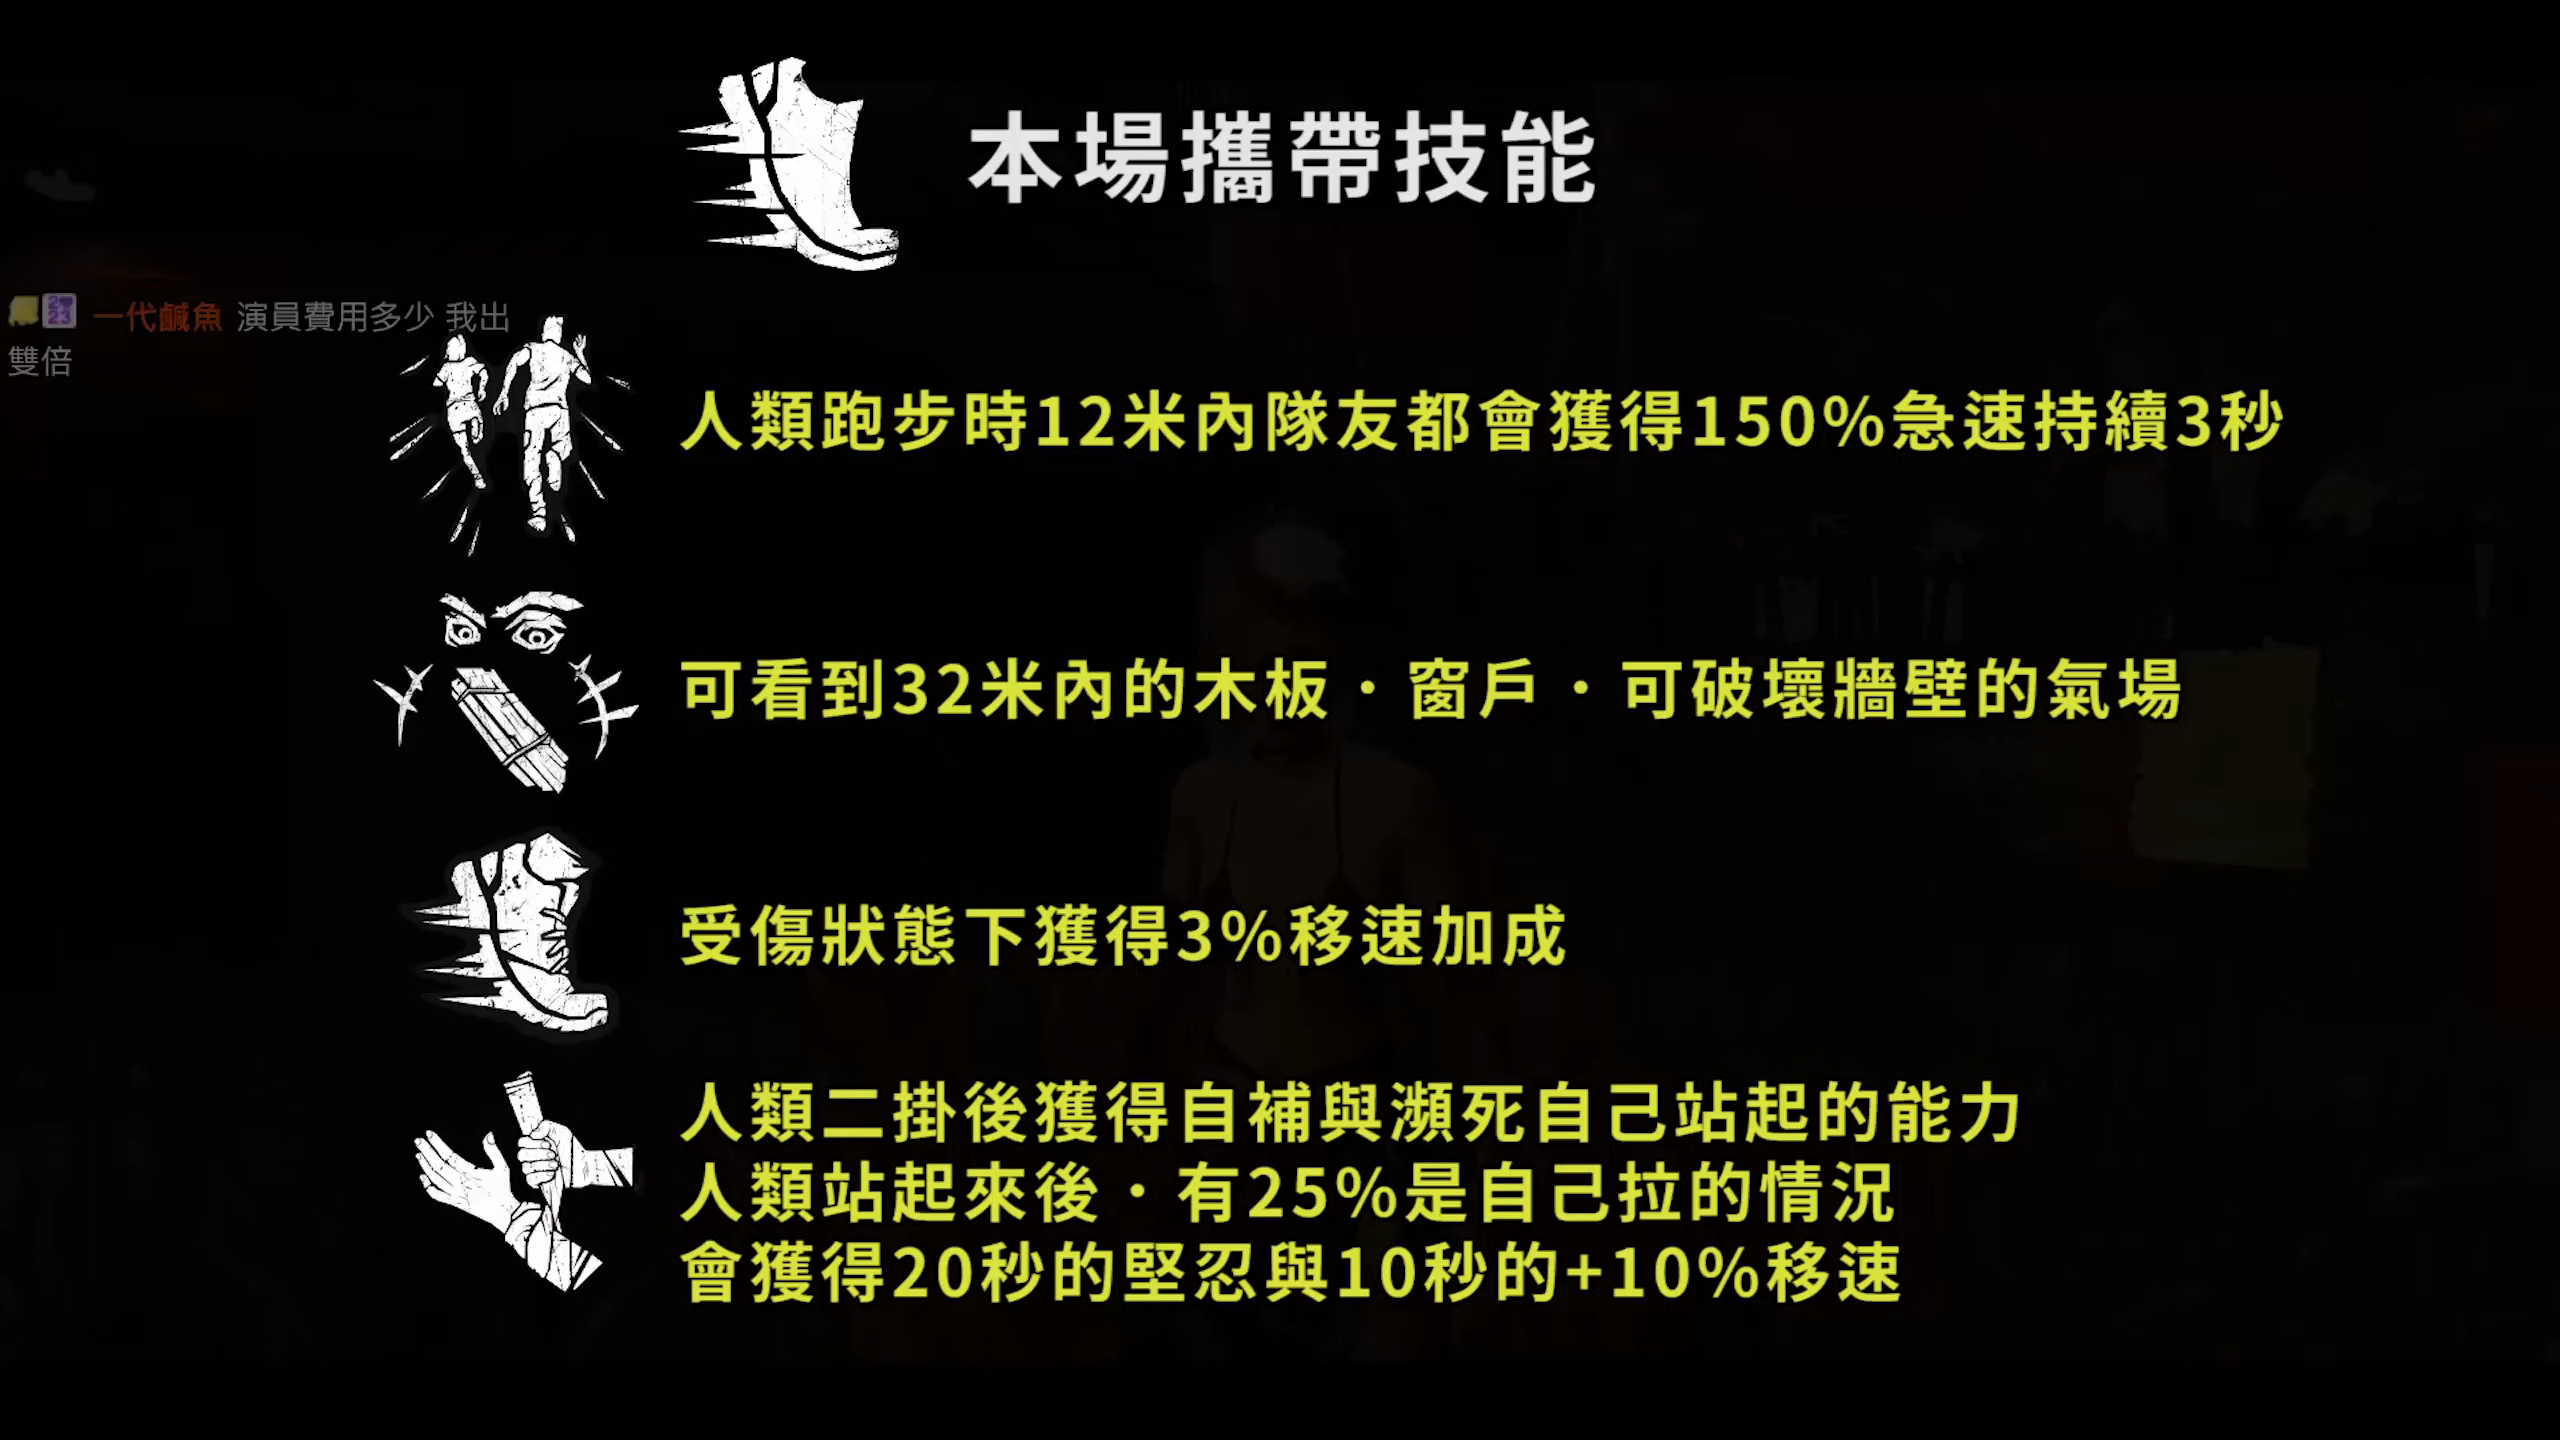 本場攜帶技能
一代鹹魚 演員費用多少 我出
雙倍
人類跑步時12米內隊友都會獲得150%急速持續3秒
可看到32米內的木板・窗戶・可破壞牆壁的氣場
受傷狀態下獲得3%移速加成
人類二掛後獲得自補與瀕死自己站起的能力
人類站起來後・有25%是自己拉的情況
會獲得20秒的堅忍與10秒的+10%移速